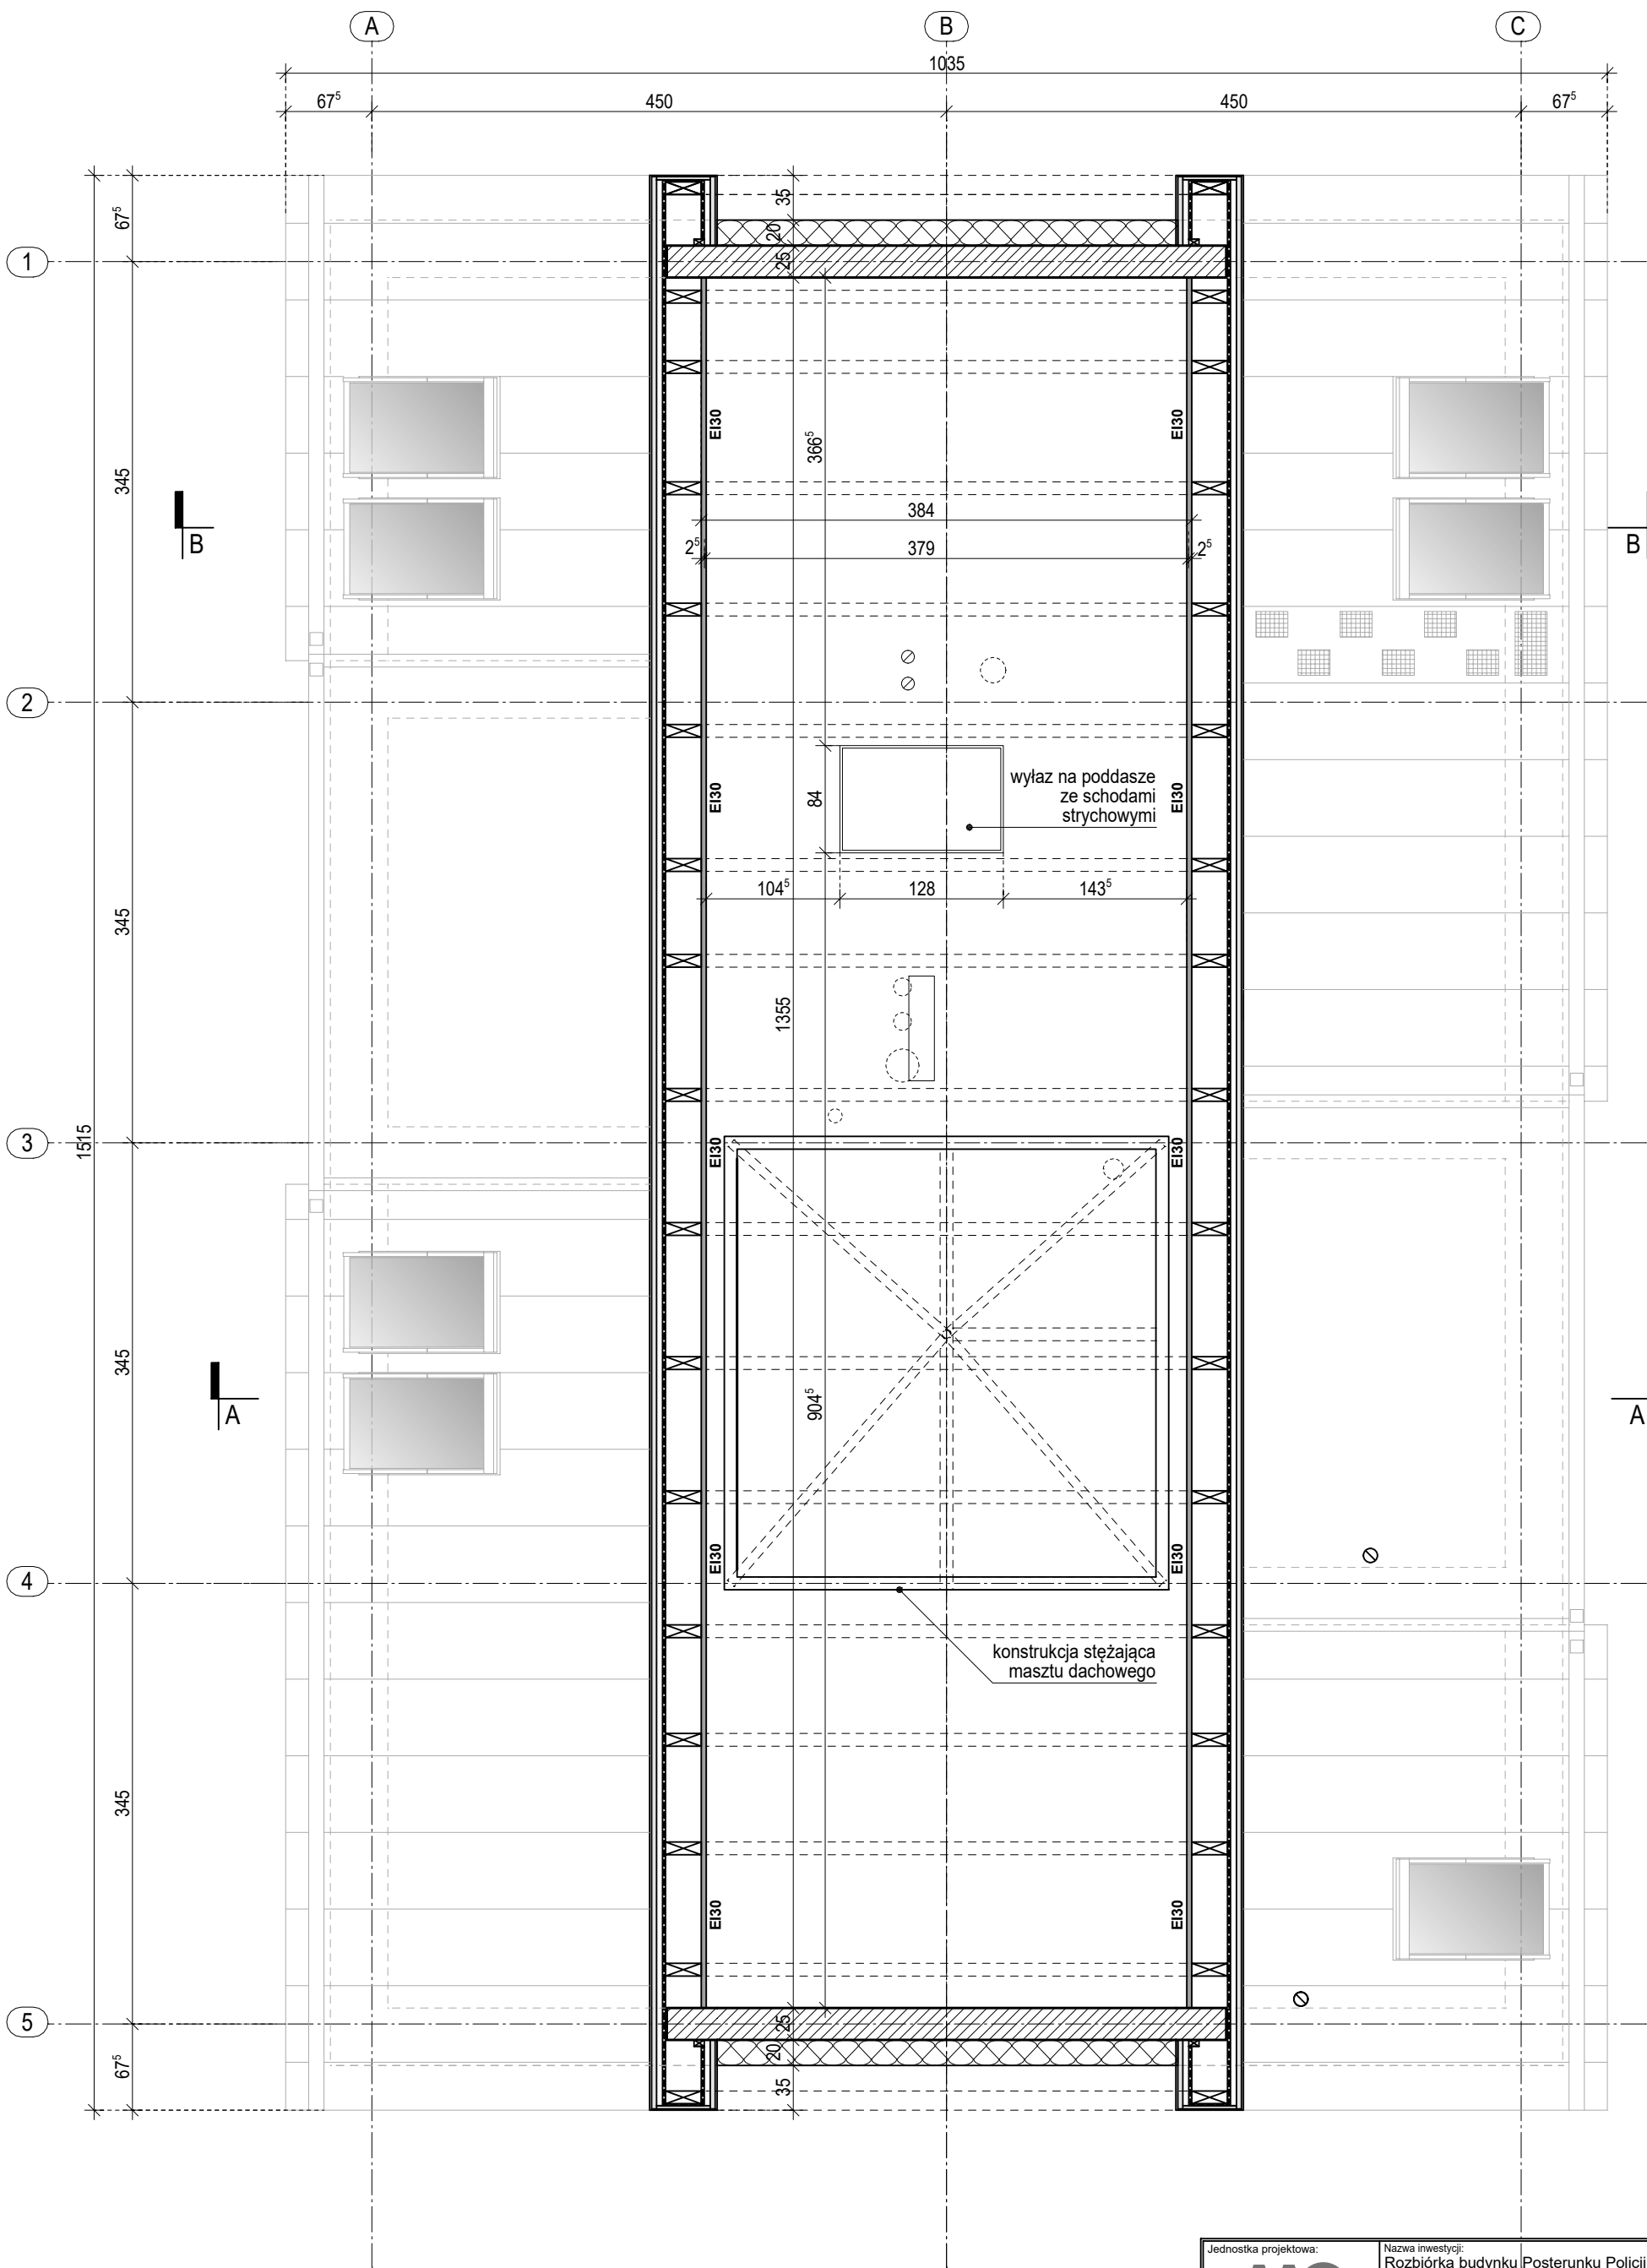 A
B
C
1035
67⁵
450
450
67⁵
67⁵
35
20
25
1
345
EI30
366⁵
EI30
384
B
2⁵
379
2⁵
B
2
wyłaz na poddasze
ze schodami
strychowymi
EI30
84
EI30
104⁵
128
143⁵
345
1355
1515
3
EI30
EI30
345
904⁵
A
A
EI30
EI30
4
konstrukcja stężająca
masztu dachowego
345
EI30
EI30
5
25
20
35
67⁵
Jednostka projektowa:
Nazwa inwestycji:
Rozbiórka budynku Posterunku Policji